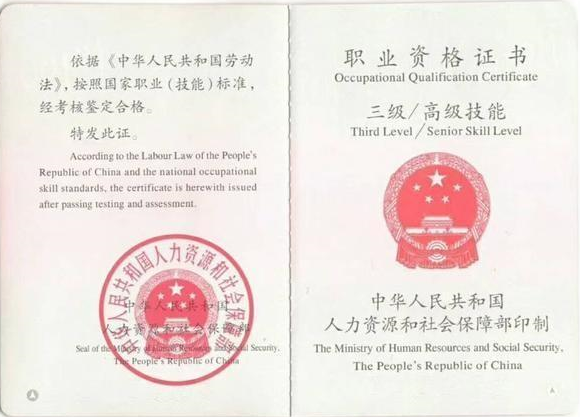 依据《中华人民共和国劳动
法》，按照国家职业（技能）标准，
经考核鉴定合格。
特发此证。
According to the Labour Law of the People's
Republic of China and the national occupational
skill standards, the certificate is herewith issued
after passing testing and assessment.
中华人民共和国人力资源和社会保障部
中华人民共和国
人力资源和社会保障部
Seal of the Ministry of Human Resources and Social Security,
The People's Republic of China
职业资格证书
Occupational Qualification Certificate
三级/高级技能
Third Level/Senior Skill Level
中华人民共和国
人力资源和社会保障部印制
The Ministry of Human Resources and Social Security,
The People's Republic of China